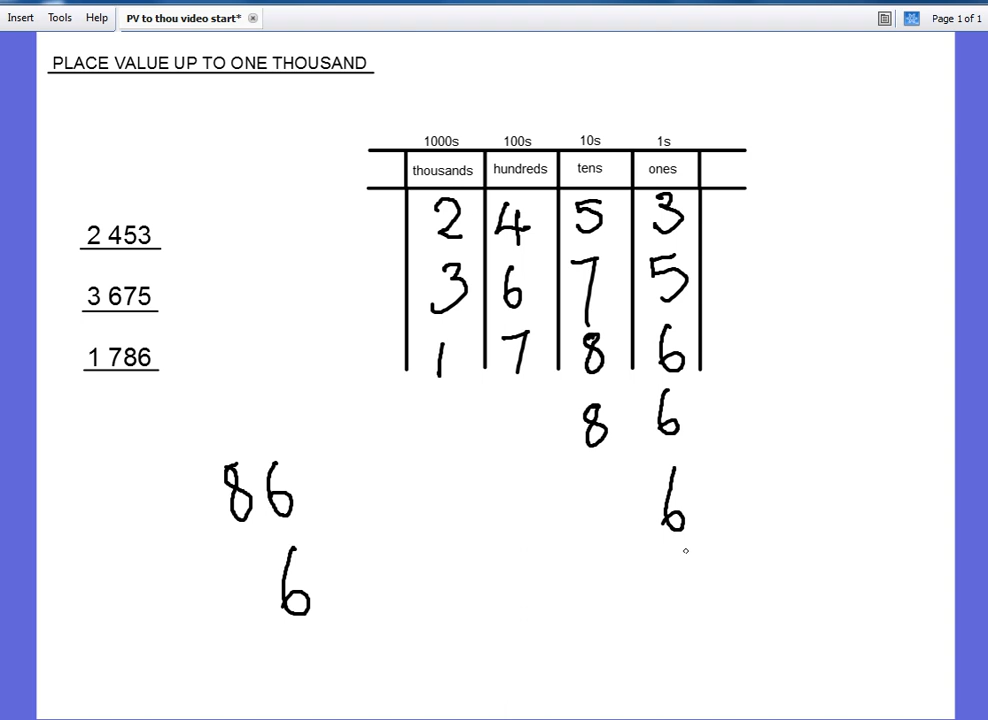 Insert Tools Help PV to thou video start* Page 1 of 1
PLACE VALUE UP TO ONE THOUSAND
1000s 100s 10s 1s
thousands hundreds tens ones
2 453 2 4 5 3
3 675 3 6 7 5
1 786 1 7 8 6
8 6
86 6
6